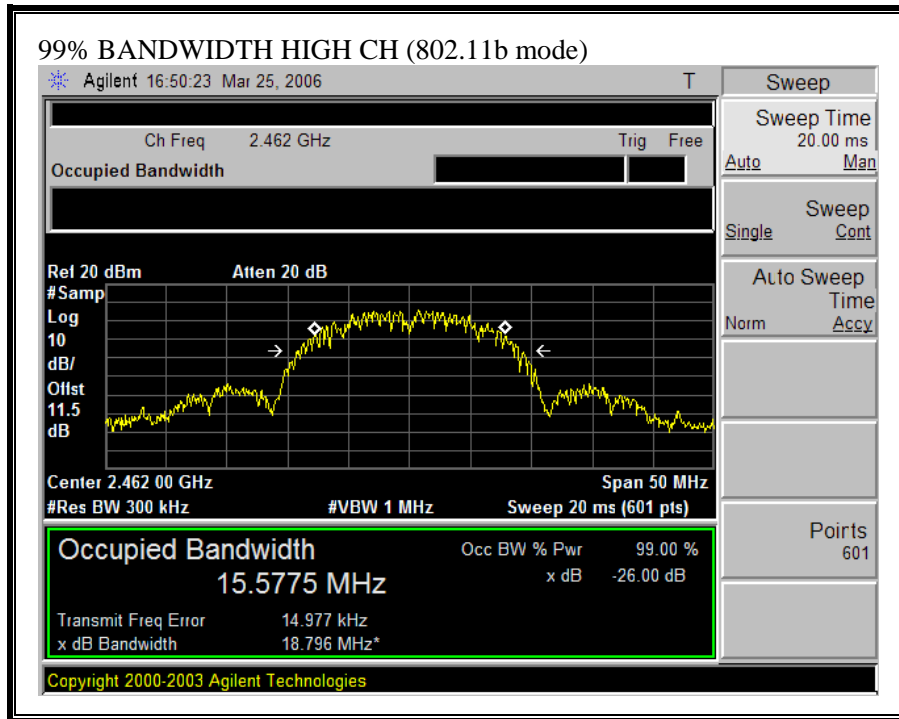 99% BANDWIDTH HIGH CH (802.11b mode)
Agilent 16:50:23 Mar 25, 2006 T
Ch Freq 2.462 GHz Trig Free
Occupied Bandwidth
Ref 20 dBm Atten 20 dB
#Samp
Log
10
dB/
Offst
11.5
dB
Center 2.462 00 GHz Span 50 MHz
#Res BW 300 kHz #VBW 1 MHz Sweep 20 ms (601 pts)
Occupied Bandwidth
15.5775 MHz
Occ BW % Pwr 99.00 %
x dB -26.00 dB
Transmit Freq Error 14.977 kHz
x dB Bandwidth 18.796 MHz*
Copyright 2000-2003 Agilent Technologies
Sweep
Sweep Time
20.00 ms
Auto Man
Sweep
Single Cont
Auto Sweep
Time
Norm Accy
Points
601